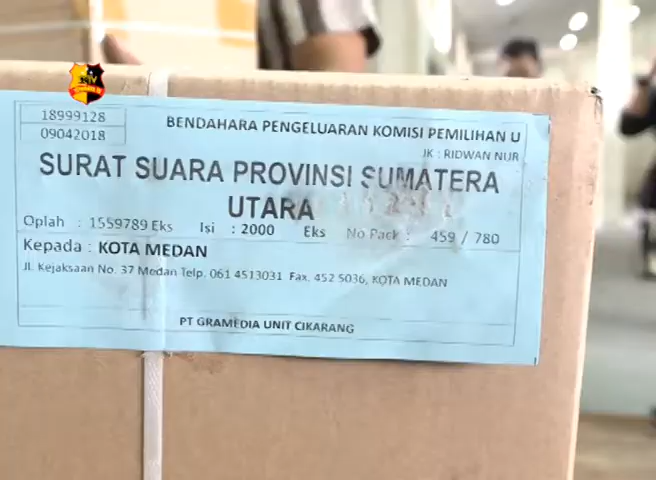 18999128
09042018
BENDAHARA PENGELUARAN KOMISI PEMILIHAN U
JK : RIDWAN NUR
SURAT SUARA PROVINSI SUMATERA
UTARA
Oplah : 1559789 Eks Isi : 2000 Eks No Pack : 459 / 780
Kepada : KOTA MEDAN
Jl. Kejaksaan No. 37 Medan Telp. 061 4513031 Fax. 452 5036, KOTA MEDAN
PT GRAMEDIA UNIT CIKARANG